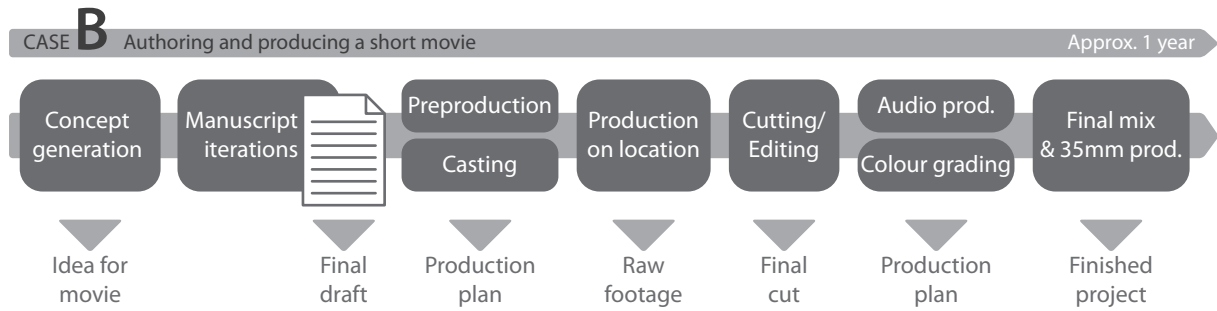 CASE B Authoring and producing a short movie
Approx. 1 year
Concept
generation
Manuscript
iterations
Preproduction
Casting
Production
on location
Cutting/
Editing
Audio prod.
Colour grading
Final mix
& 35mm prod.
Idea for
movie
Final
draft
Production
plan
Raw
footage
Final
cut
Production
plan
Finished
project